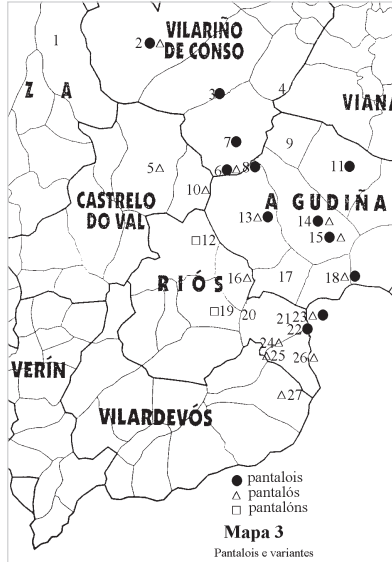 VILARIÑO
DE CONSO
1
2
Z A
3
4
VIANA
7
9
5
6
8
11
10
CASTRELO
DO VAL
A GUDIÑA
13
14
15
12
RIÓS
16
17
18
19
20
21
23
22
24
25
26
VERÍN
27
VILARDEVÓS
pantalois
pantalós
pantalóns
Mapa 3
Pantalois e variantes